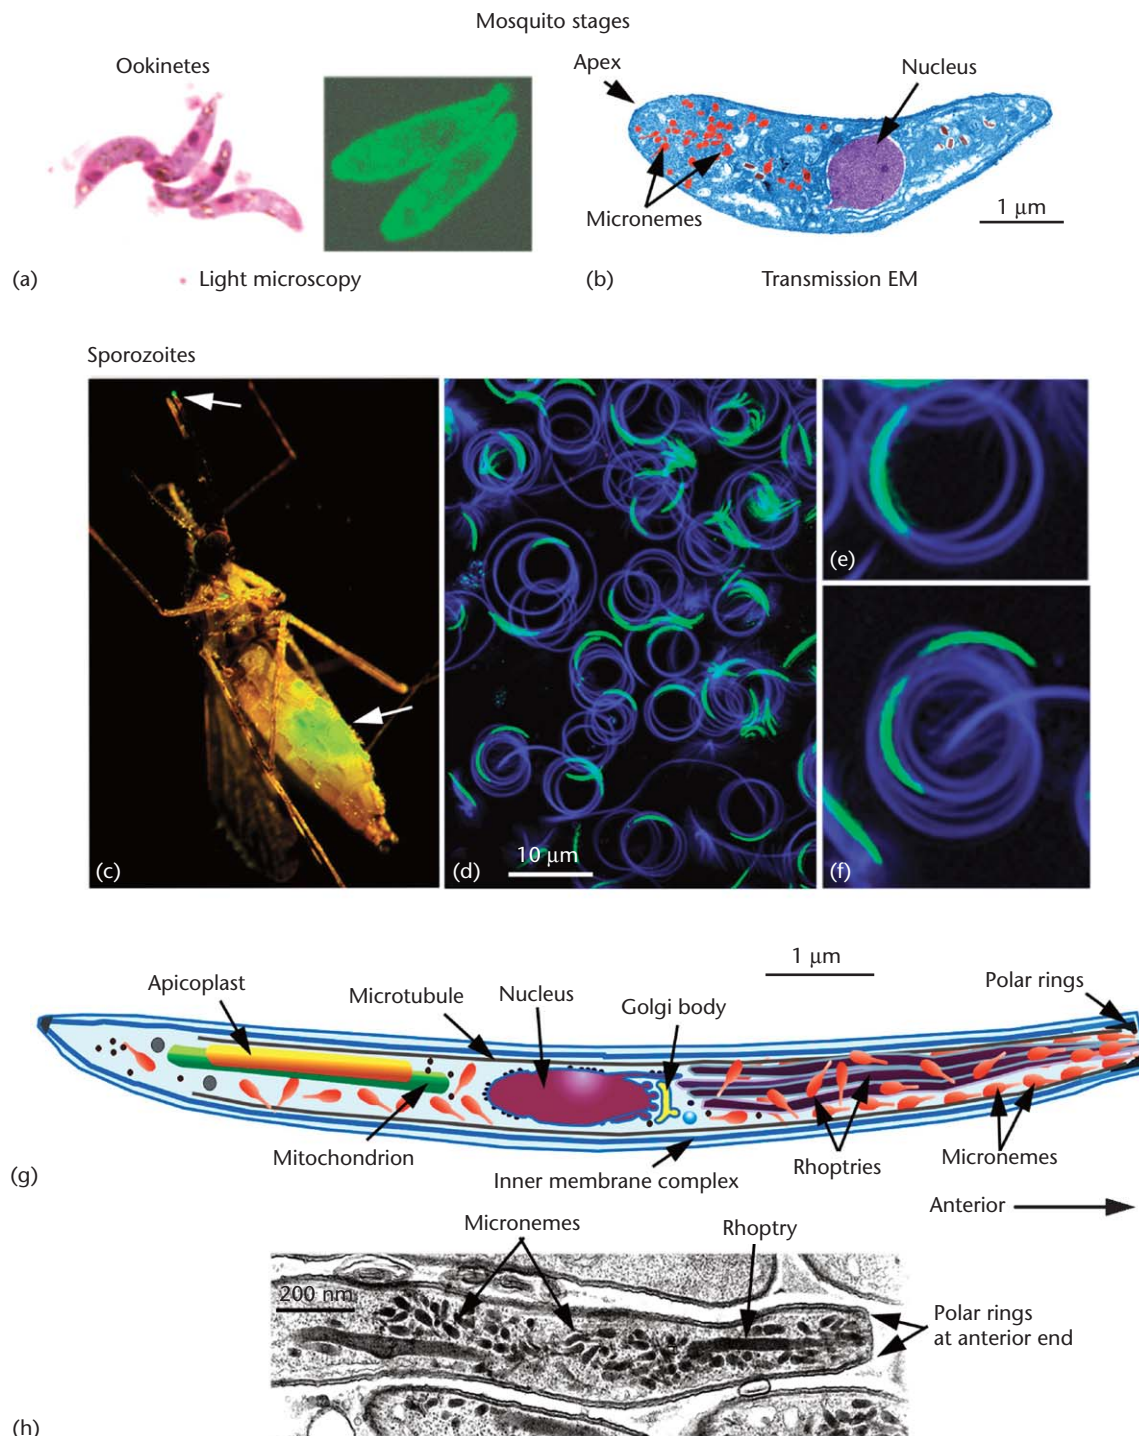 Mosquito stages
Ookinetes
Apex
Nucleus
Micronemes
1 μm
(a)
Light microscopy
(b)
Transmission EM
Sporozoites
(c)
(d)
10 μm
(e)
(f)
1 μm
Apicoplast
Microtubule
Nucleus
Golgi body
Polar rings
Mitochondrion
Inner membrane complex
Rhoptries
Micronemes
(g)
Anterior
Micronemes
Rhoptry
200 nm
Polar rings
at anterior end
(h)